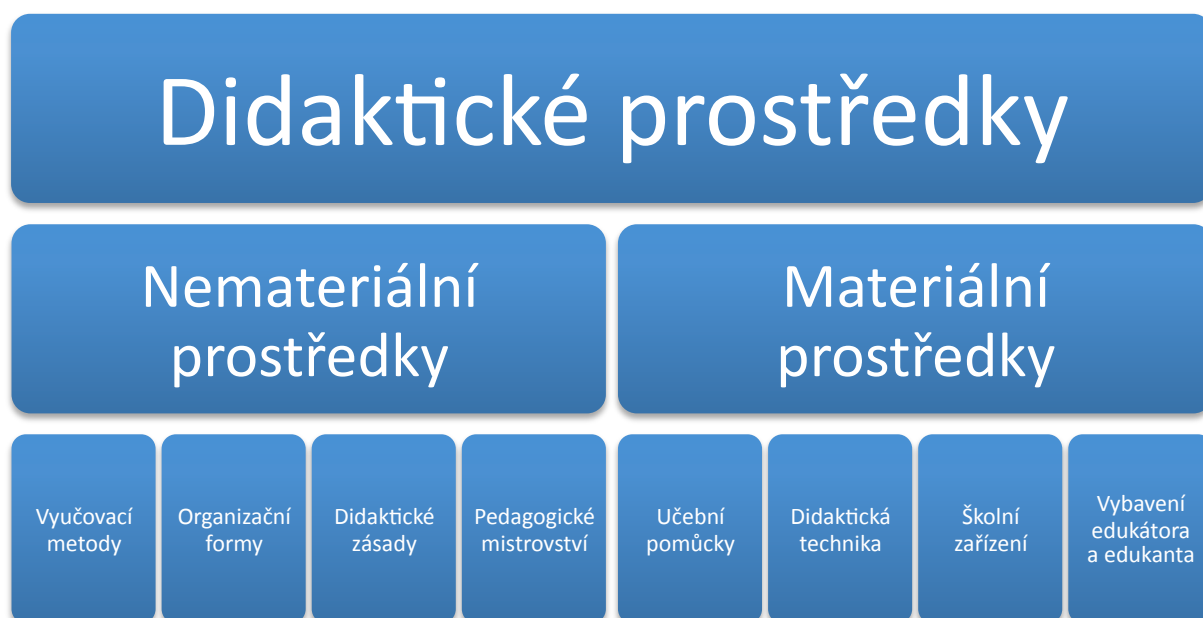 Didaktické prostředky
Nemateriální
prostředky
Materiální
prostředky
Vyučovací
metody
Organizační
formy
Didaktické
zásady
Pedagogické
mistrovství
Učební
pomůcky
Didaktická
technika
Školní
zařízení
Vybavení
edukátora
a edukanta